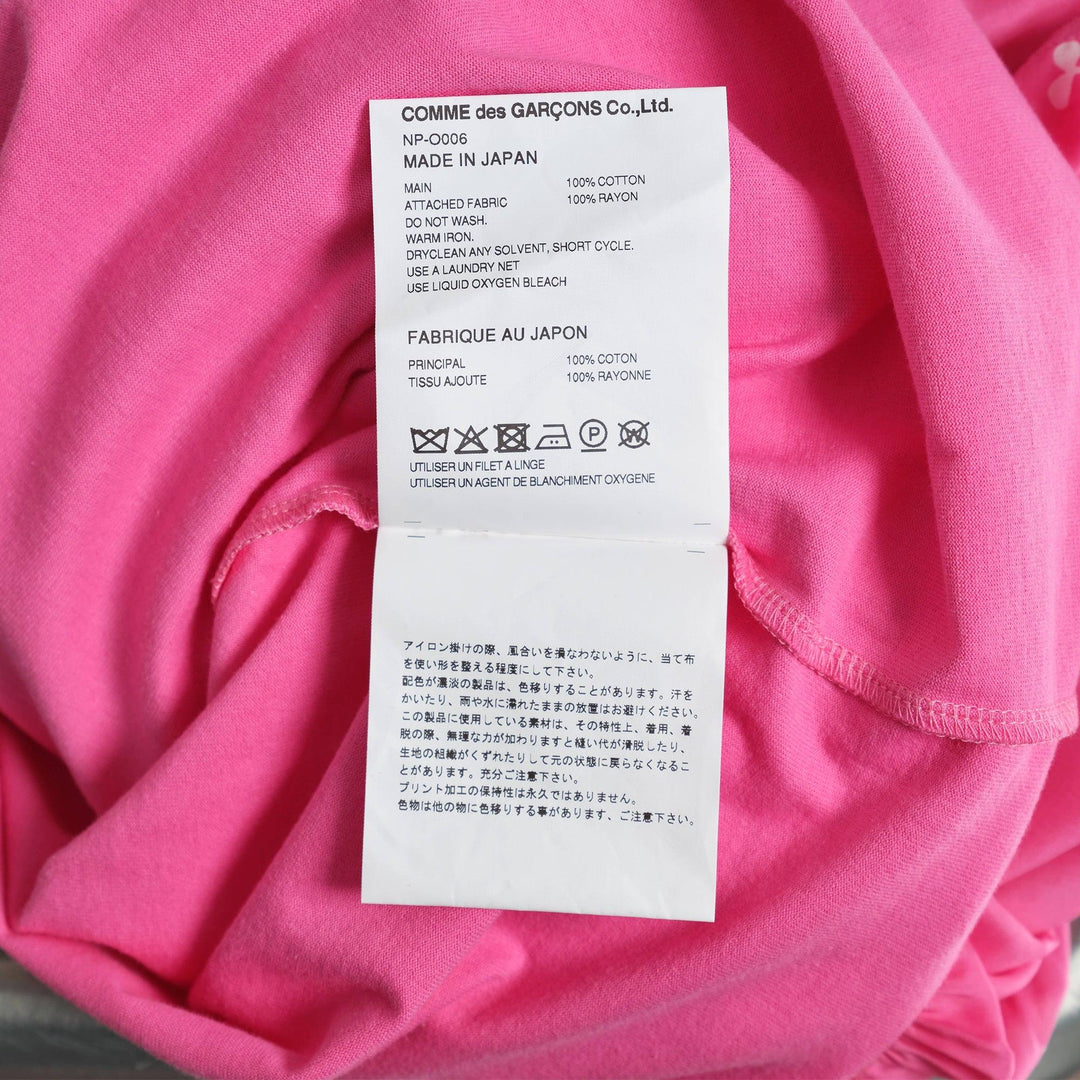 COMME des GARÇONS Co.,Ltd.
NP-O006
MADE IN JAPAN
MAIN 100% COTTON
ATTACHED FABRIC 100% RAYON
DO NOT WASH.
WARM IRON.
DRYCLEAN ANY SOLVENT, SHORT CYCLE.
USE A LAUNDRY NET
USE LIQUID OXYGEN BLEACH
FABRIQUE AU JAPON
PRINCIPAL 100% COTON
TISSU AJOUTE 100% RAYONNE
P W
UTILISER UN FILET A LINGE
UTILISER UN AGENT DE BLANCHIMENT OXYGENE
アイロン掛けの際、風合いを損なわないように、当て布
を使い形を整える程度にして下さい。
配色が濃淡の製品は、色移りすることがあります。汗を
かいたり、雨や水に濡れたままの放置はお避けください。
この製品に使用している素材は、その特性上、着用、着
脱の際、無理な力が加わりますと縫い代が滑脱したり、
生地の組織がくずれたりして元の状態に戻らなくなるこ
とがあります。充分ご注意下さい。
プリント加工の保持性は永久ではありません。
色物は他の物に色移りする事があります、ご注意下さい。